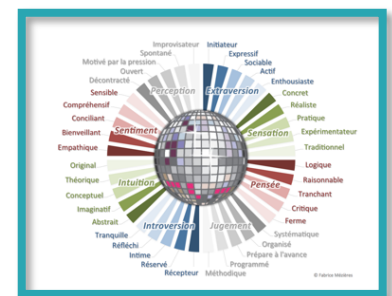 Improvisateur
Spontané
Motivé par la pression
Ouvert
Décontracté
Perception
Initiateur
Expressif
Sociable
Actif
Enthousiaste
Extraversion
Concret
Réaliste
Pratique
Expérimentateur
Traditionnel
Sensation
Logique
Raisonnable
Tranchant
Critique
Ferme
Pensée
Systématique
Organisé
Prépare à l'avance
Programmé
Méthodique
Jugement
Récepteur
Réservé
Intime
Réfléchi
Tranquille
Introversion
Abstrait
Imaginatif
Conceptuel
Théorique
Original
Intuition
Empathique
Bienveillant
Conciliant
Compréhensif
Sensible
Sentiment
© Fabrice Mézières